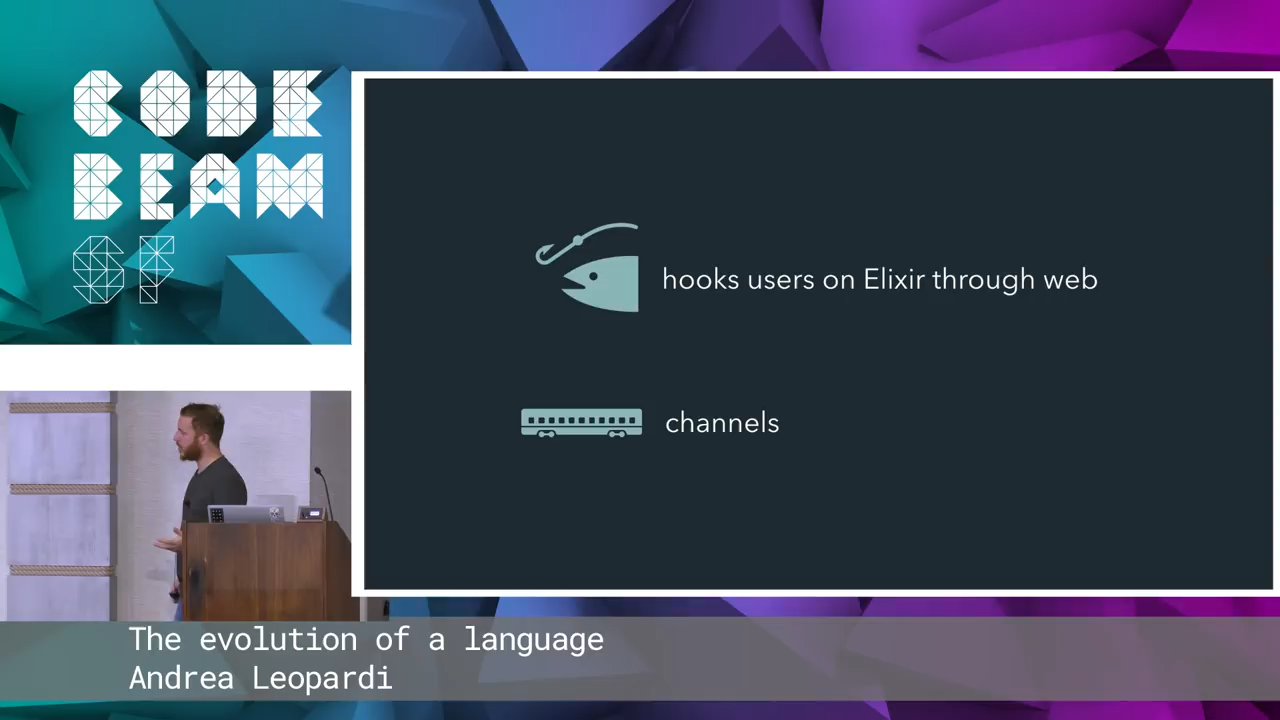 CODE
BEAM
SF
hooks users on Elixir through web
channels
The evolution of a language
Andrea Leopardi